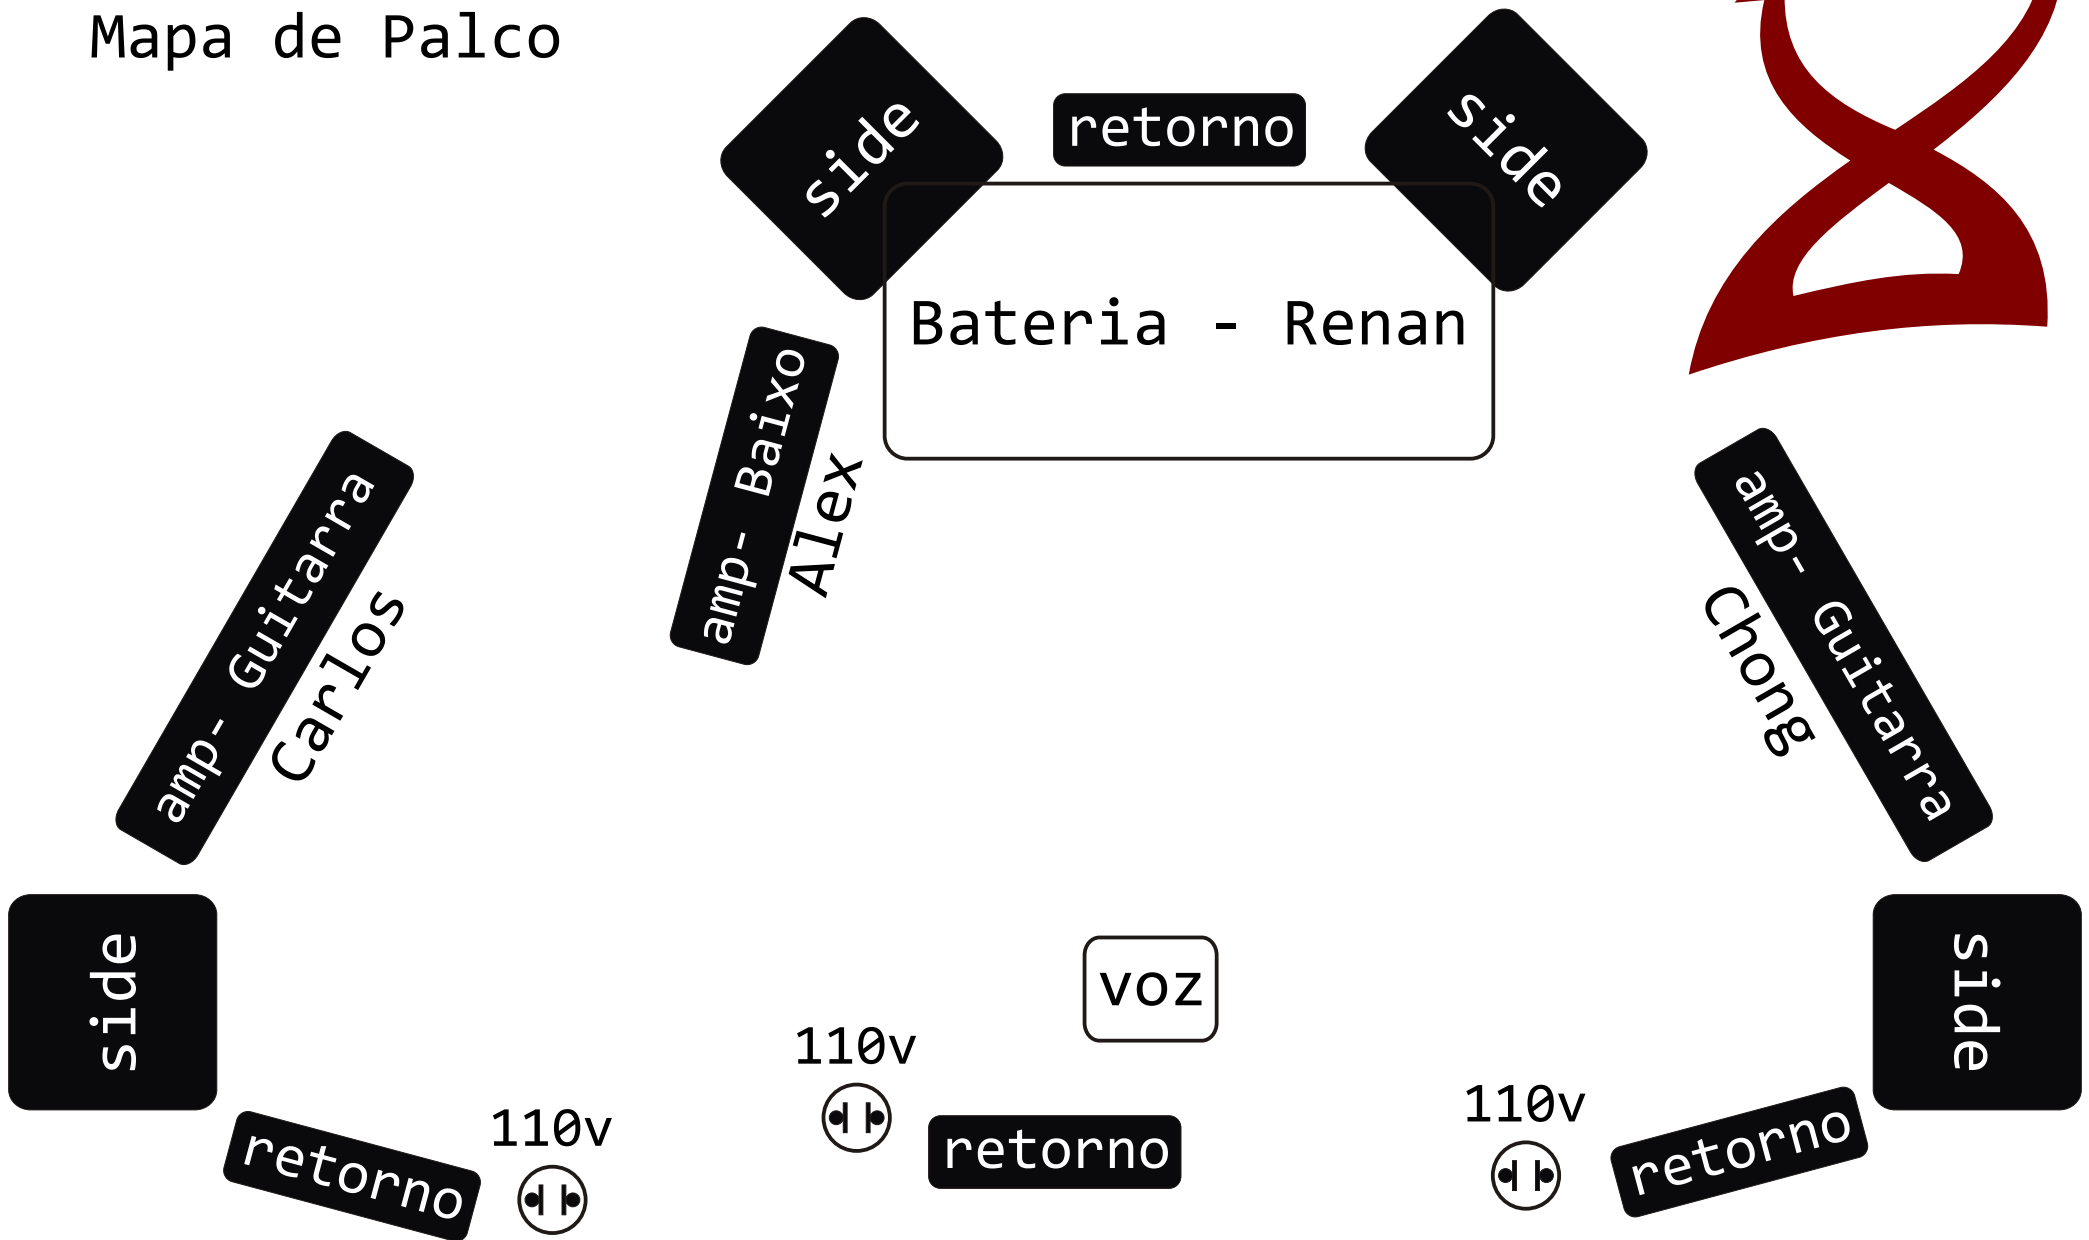 Mapa de Palco
side
retorno
side
Bateria - Renan
amp- Baixo
Alex
amp- Guitarra
Carlos
amp- Guitarra
Chong
side
voz
side
110v
110v
110v
retorno
retorno
retorno